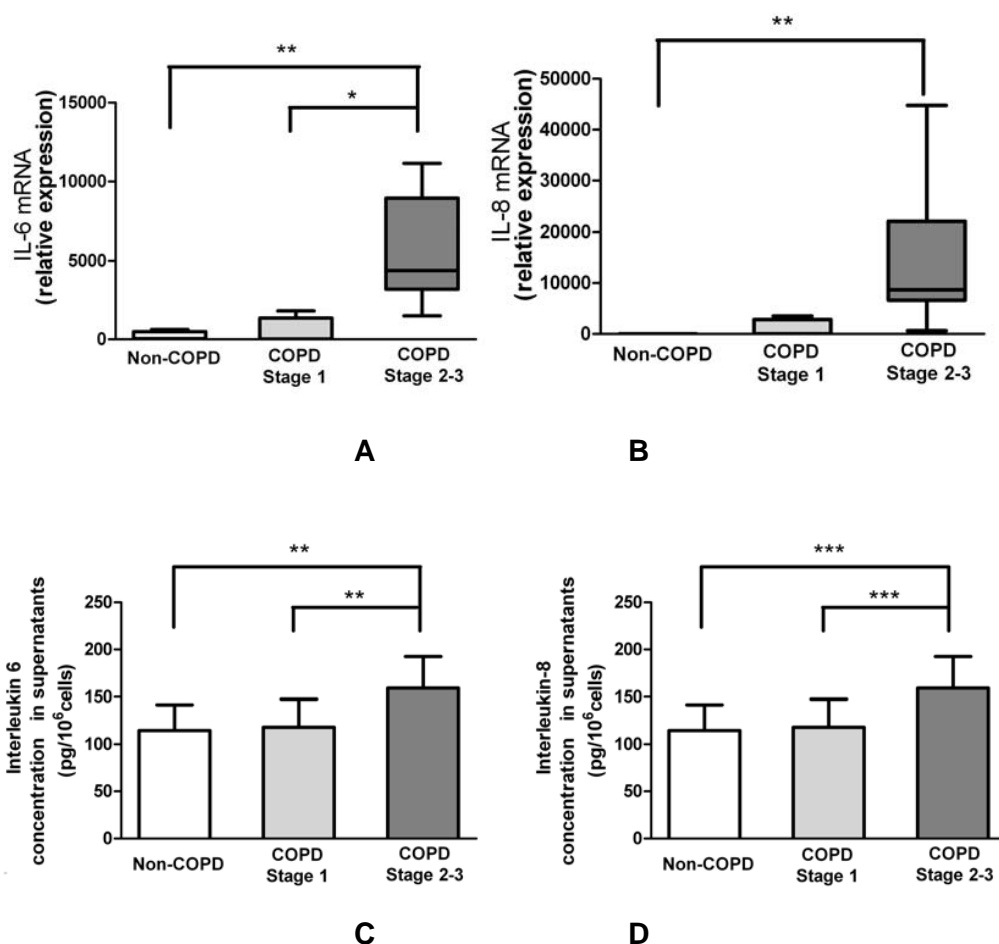 **
*
IL-6 mRNA
(relative expression)
15000
10000
5000
0
Non-COPD
COPD
Stage 1
COPD
Stage 2-3
A
**
IL-8 mRNA
(relative expression)
50000
40000
30000
20000
10000
0
Non-COPD
COPD
Stage 1
COPD
Stage 2-3
B
**
**
Interleukin 6
concentration in supernatants
(pg/10⁶cells)
250
200
150
100
50
0
Non-COPD
COPD
Stage 1
COPD
Stage 2-3
C
***
***
Interleukin-8
concentration in supernatants
(pg/10⁶cells)
250
200
150
100
50
0
Non-COPD
COPD
Stage 1
COPD
Stage 2-3
D